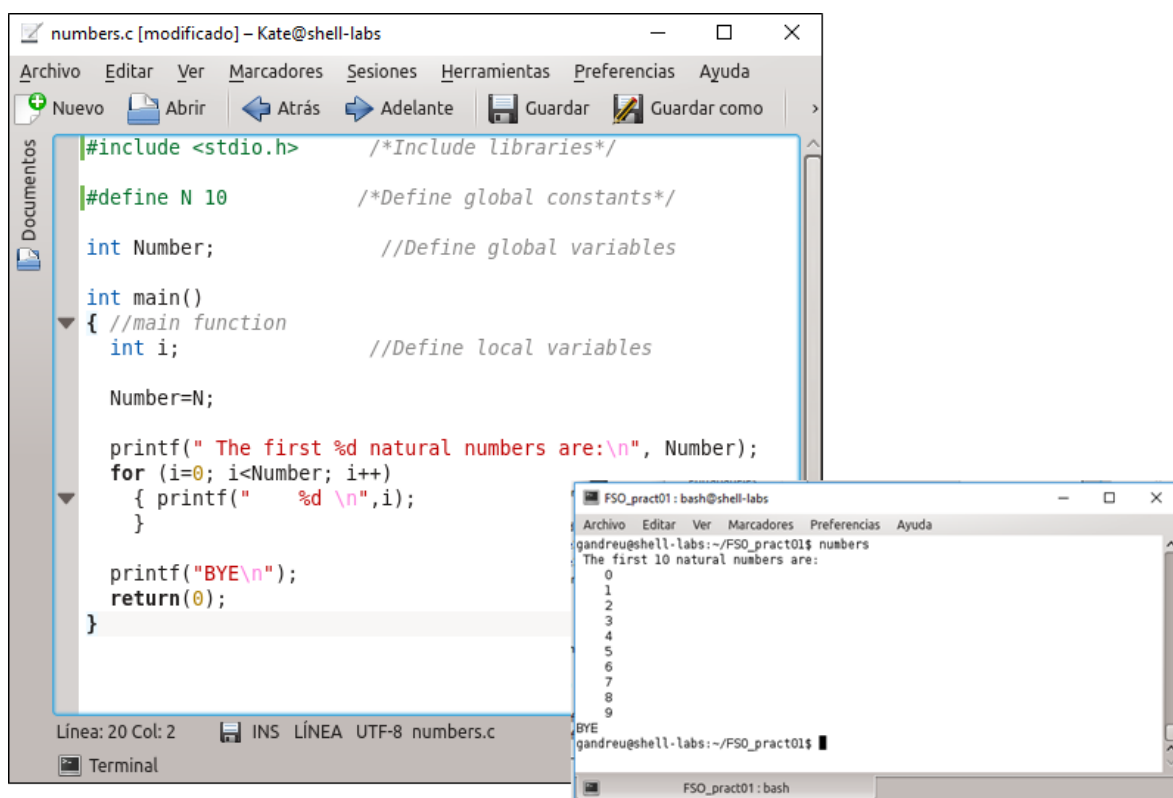 numbers.c [modificado] – Kate@shell-labs
Archivo Editar Ver Marcadores Sesiones Herramientas Preferencias Ayuda
Nuevo Abrir Atrás Adelante Guardar Guardar como
Documentos
#include <stdio.h> /*Include libraries*/
#define N 10 /*Define global constants*/
int Number; //Define global variables
int main()
{ //main function
int i; //Define local variables
Number=N;
printf(" The first %d natural numbers are:\n", Number);
for (i=0; i<Number; i++)
{ printf("    %d \n",i);
}
printf("BYE\n");
return(0);
}
Línea: 20 Col: 2 INS LÍNEA UTF-8 numbers.c
Terminal
FSO_pract01 : bash@shell-labs
Archivo Editar Ver Marcadores Preferencias Ayuda
gandreu@shell-labs:~/FSO_pract01$ numbers
The first 10 natural numbers are:
0
1
2
3
4
5
6
7
8
9
BYE
gandreu@shell-labs:~/FSO_pract01$
FSO_pract01 : bash